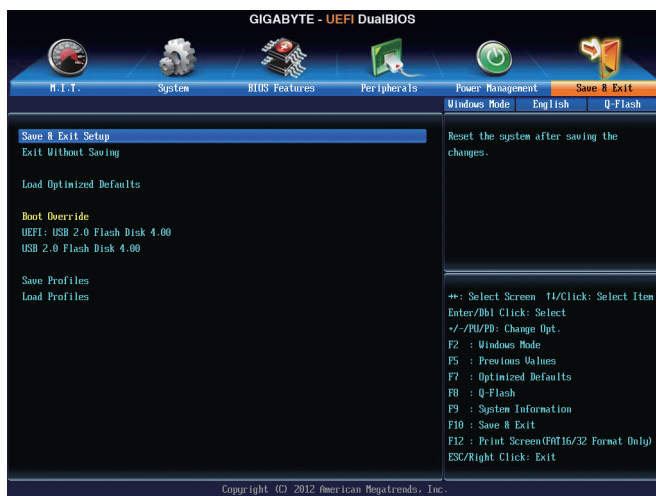 GIGABYTE - UEFI DualBIOS
M.I.T.
System
BIOS Features
Peripherals
Power Management
Save & Exit
Windows Mode
English
Q-Flash
Save & Exit Setup
Exit Without Saving
Load Optimized Defaults
Boot Override
UEFI: USB 2.0 Flash Disk 4.00
USB 2.0 Flash Disk 4.00
Save Profiles
Load Profiles
Reset the system after saving the
changes.
→←: Select Screen ↑↓/Click: Select Item
Enter/Dbl Click: Select
+/-/PU/PD: Change Opt.
F2 : Windows Mode
F5 : Previous Values
F7 : Optimized Defaults
F8 : Q-Flash
F9 : System Information
F10 : Save & Exit
F12 : Print Screen(FAT16/32 Format Only)
ESC/Right Click: Exit
Copyright (C) 2012 American Megatrends, Inc.